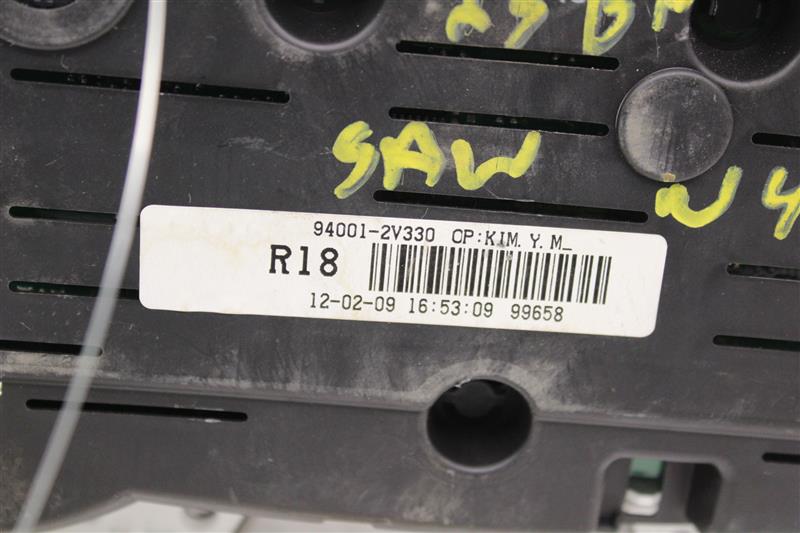 SAW
94001-2V330 OP:KIM.Y.M_
R18
12-02-09 16:53:09 99658